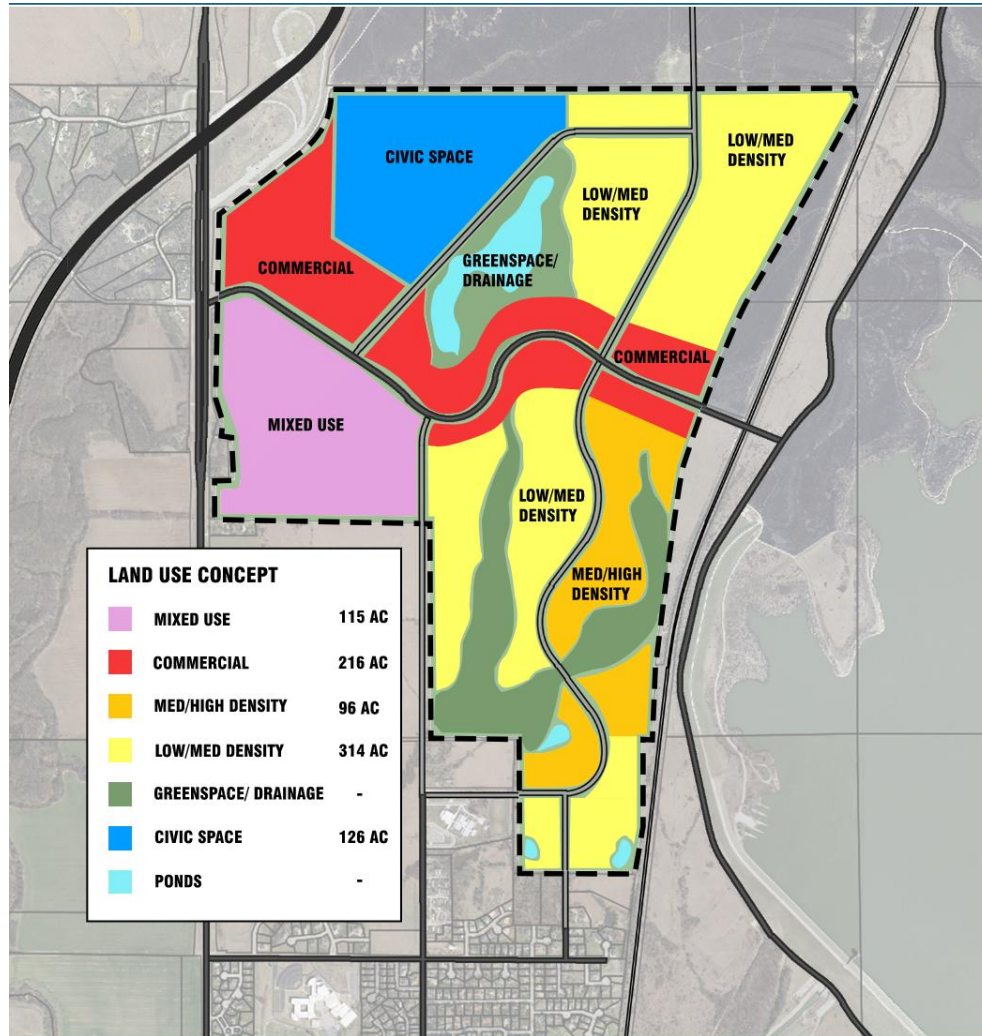 CIVIC SPACE
LOW/MED
DENSITY
LOW/MED
DENSITY
COMMERCIAL
GREENSPACE/
DRAINAGE
COMMERCIAL
MIXED USE
LOW/MED
DENSITY
MED/HIGH
DENSITY
LAND USE CONCEPT
MIXED USE 115 AC
COMMERCIAL 216 AC
MED/HIGH DENSITY 96 AC
LOW/MED DENSITY 314 AC
GREENSPACE/ DRAINAGE -
CIVIC SPACE 126 AC
PONDS -